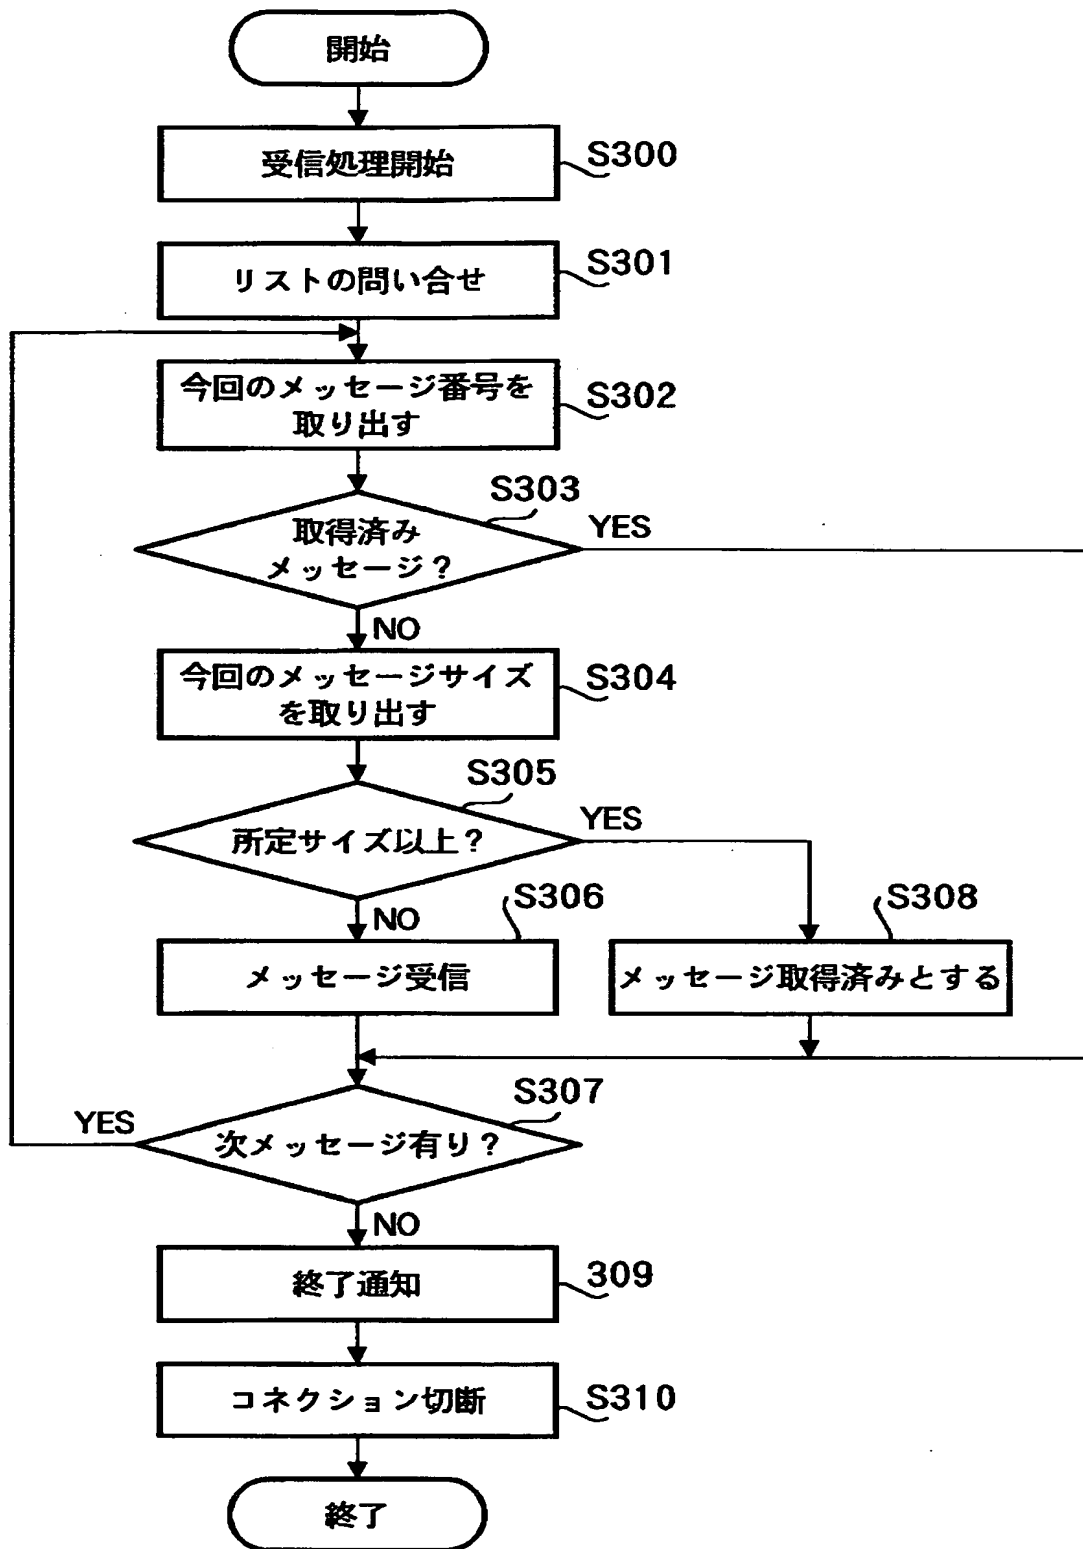 開始
受信処理開始
S300
リストの問い合せ
S301
今回のメッセージ番号を
取り出す
S302
S303
取得済み
メッセージ？
YES
NO
今回のメッセージサイズ
を取り出す
S304
S305
所定サイズ以上？
YES
NO
S306
メッセージ受信
S308
メッセージ取得済みとする
S307
次メッセージ有り？
YES
NO
終了通知
309
コネクション切断
S310
終了